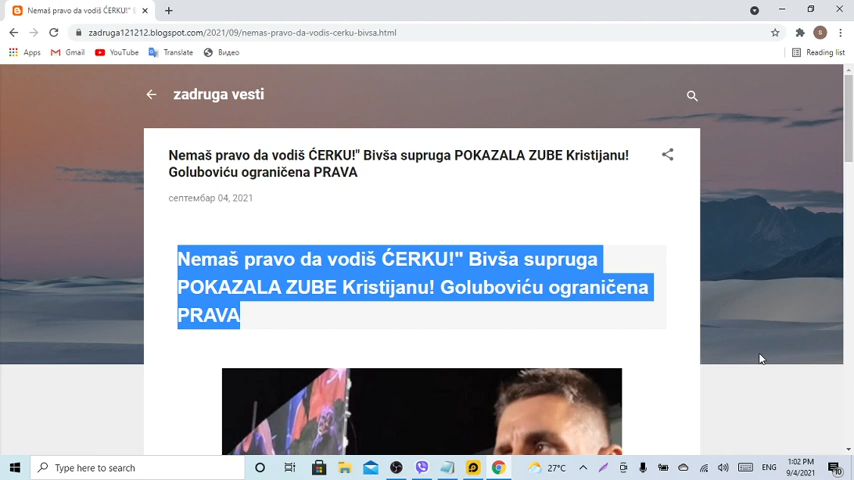 Nemaš pravo da vodiš ĆERKU!" B
zadruga121212.blogspot.com/2021/09/nemas-pravo-da-vodis-cerku-bivsa.html
Apps Gmail YouTube Translate Видео Reading list
zadruga vesti
Nemaš pravo da vodiš ĆERKU!" Bivša supruga POKAZALA ZUBE Kristijanu!
Goluboviću ograničena PRAVA
септембар 04, 2021
Nemaš pravo da vodiš ĆERKU!" Bivša supruga
POKAZALA ZUBE Kristijanu! Goluboviću ograničena
PRAVA
Type here to search
27°C
ENG
1:02 PM
9/4/2021